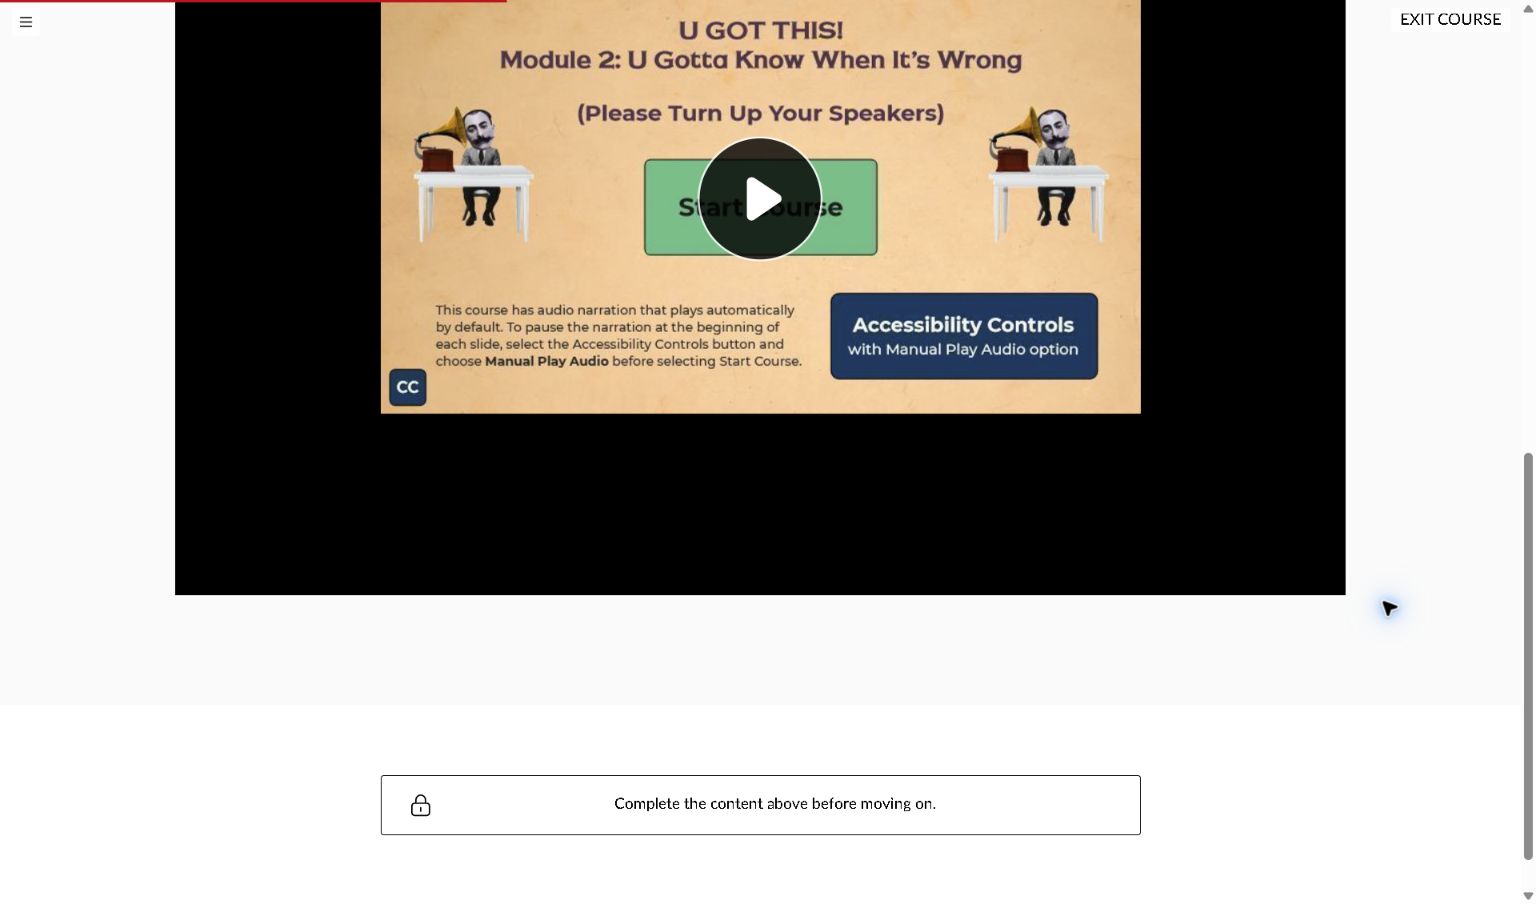 EXIT COURSE
U GOT THIS!
Module 2: U Gotta Know When It's Wrong
(Please Turn Up Your Speakers)
Start Course
This course has audio narration that plays automatically
by default. To pause the narration at the beginning of
each slide, select the Accessibility Controls button and
choose Manual Play Audio before selecting Start Course.
Accessibility Controls
with Manual Play Audio option
CC
Complete the content above before moving on.